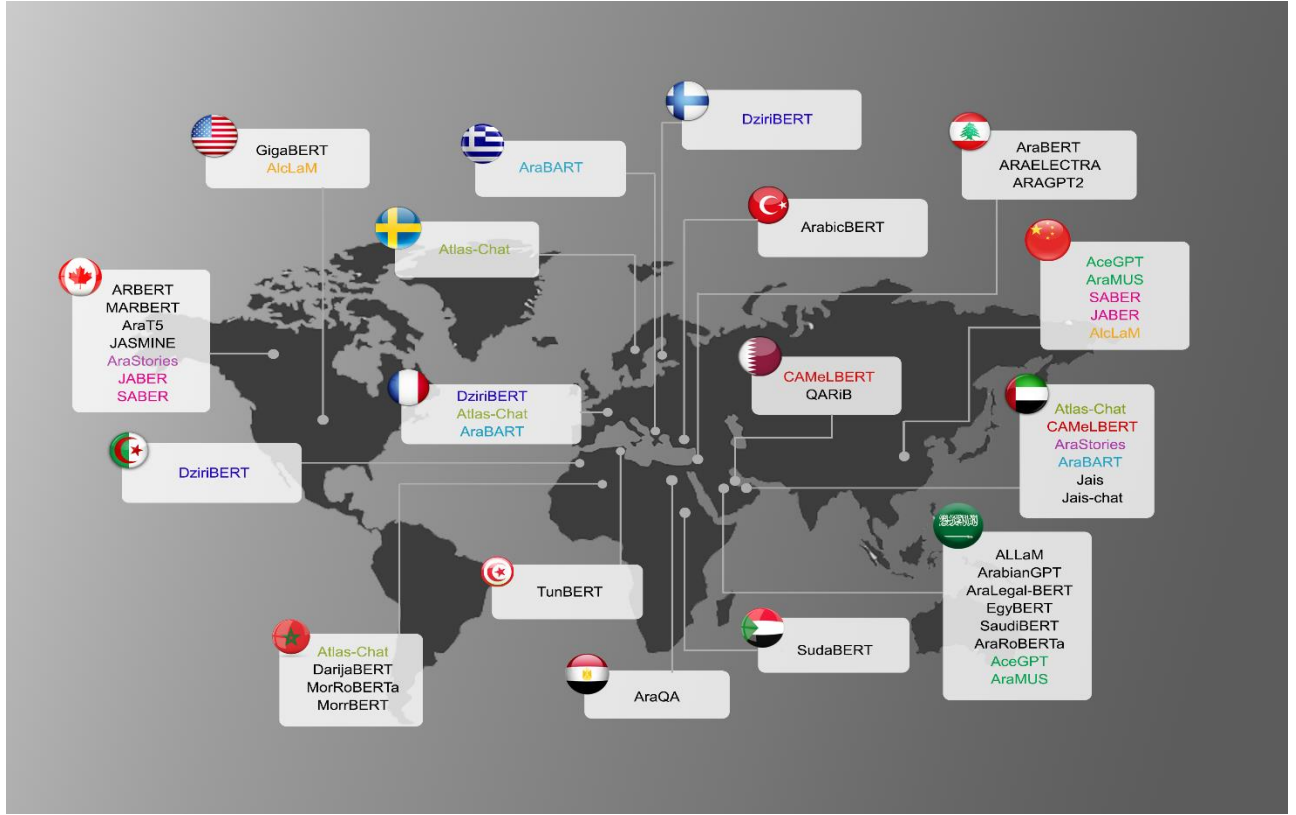 GigaBERT
AlcLaM
AraBART
DziriBERT
AraBERT
ARAELECTRA
ARAGPT2
Atlas-Chat
ArabicBERT
AceGPT
AraMUS
SABER
JABER
AlcLaM
ARBERT
MARBERT
AraT5
JASMINE
AraStories
JABER
SABER
DziriBERT
Atlas-Chat
AraBART
CAMeLBERT
QARiB
Atlas-Chat
CAMeLBERT
AraStories
AraBART
Jais
Jais-chat
DziriBERT
TunBERT
ALLaM
ArabianGPT
AraLegal-BERT
EgyBERT
SaudiBERT
AraRoBERTa
AceGPT
AraMUS
Atlas-Chat
DarijaBERT
MorRoBERTa
MorrBERT
AraQA
SudaBERT